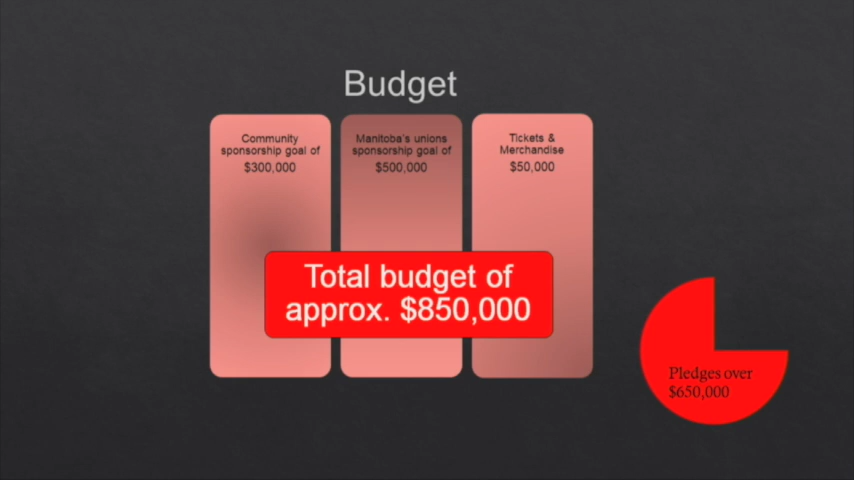 Budget
Community
sponsorship goal of
$300,000
Manitoba's unions
sponsorship goal of
$500,000
Tickets &
Merchandise
$50,000
Total budget of
approx. $850,000
Pledges over
$650,000